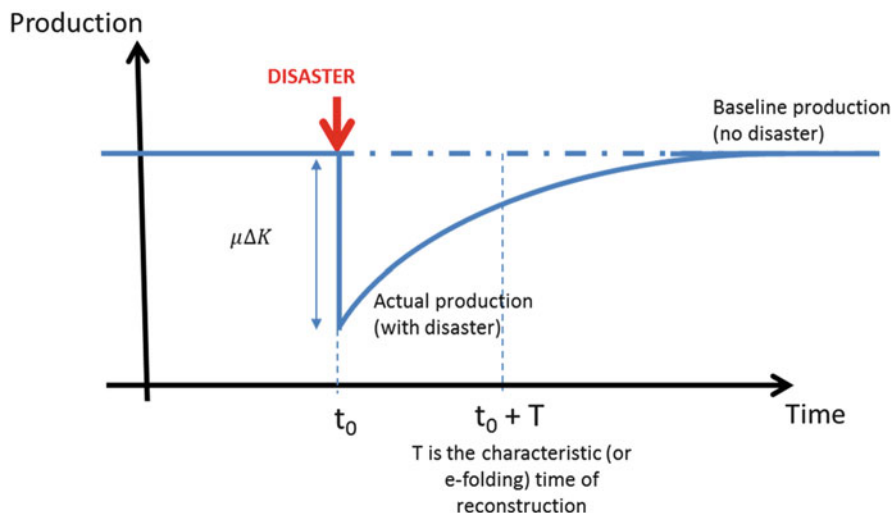 Production
DISASTER
Baseline production
(no disaster)
μΔK
Actual production
(with disaster)
t₀
t₀ + T
Time
T is the characteristic (or
e-folding) time of
reconstruction